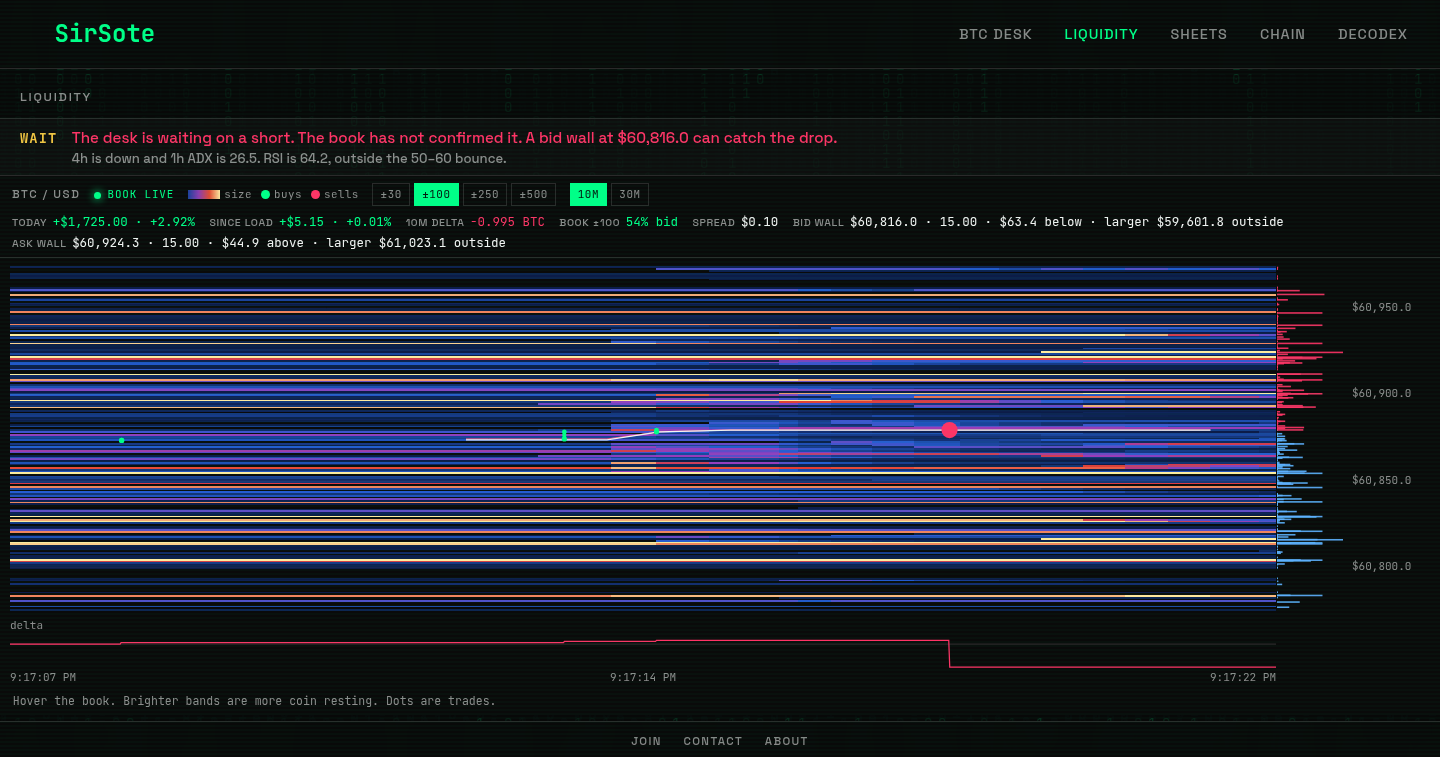 SirSote
BTC DESK LIQUIDITY SHEETS CHAIN DECODEX
LIQUIDITY
WAIT The desk is waiting on a short. The book has not confirmed it. A bid wall at $60,816.0 can catch the drop.
4h is down and 1h ADX is 26.5. RSI is 64.2, outside the 50–60 bounce.
BTC / USD BOOK LIVE size buys sells ±30 ±100 ±250 ±500 10M 30M
TODAY +$1,725.00 · +2.92% SINCE LOAD +$5.15 · +0.01% 10M DELTA -0.995 BTC BOOK ±100 54% bid SPREAD $0.10 BID WALL $60,816.0 · 15.00 · $63.4 below · larger $59,601.8 outside
ASK WALL $60,924.3 · 15.00 · $44.9 above · larger $61,023.1 outside
$60,950.0
$60,900.0
$60,850.0
$60,800.0
delta
9:17:07 PM 9:17:14 PM 9:17:22 PM
Hover the book. Brighter bands are more coin resting. Dots are trades.
JOIN CONTACT ABOUT